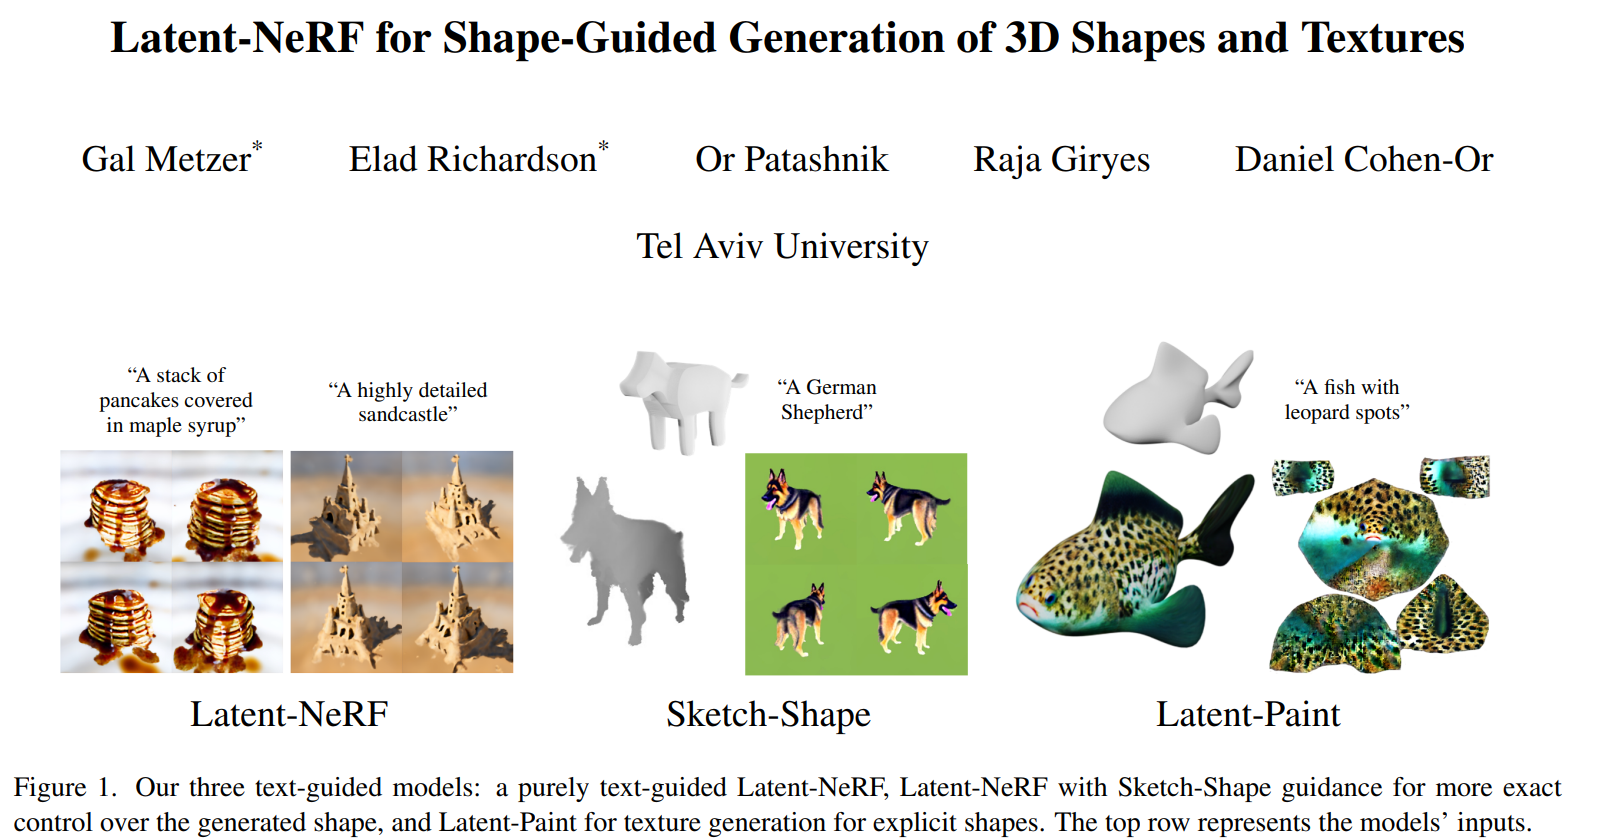 Latent-NeRF for Shape-Guided Generation of 3D Shapes and Textures
Gal Metzer* Elad Richardson* Or Patashnik Raja Giryes Daniel Cohen-Or
Tel Aviv University
“A stack of
pancakes covered
in maple syrup”
“A highly detailed
sandcastle”
“A German
Shepherd”
“A fish with
leopard spots”
Latent-NeRF
Sketch-Shape
Latent-Paint
Figure 1. Our three text-guided models: a purely text-guided Latent-NeRF, Latent-NeRF with Sketch-Shape guidance for more exact
control over the generated shape, and Latent-Paint for texture generation for explicit shapes. The top row represents the models’ inputs.